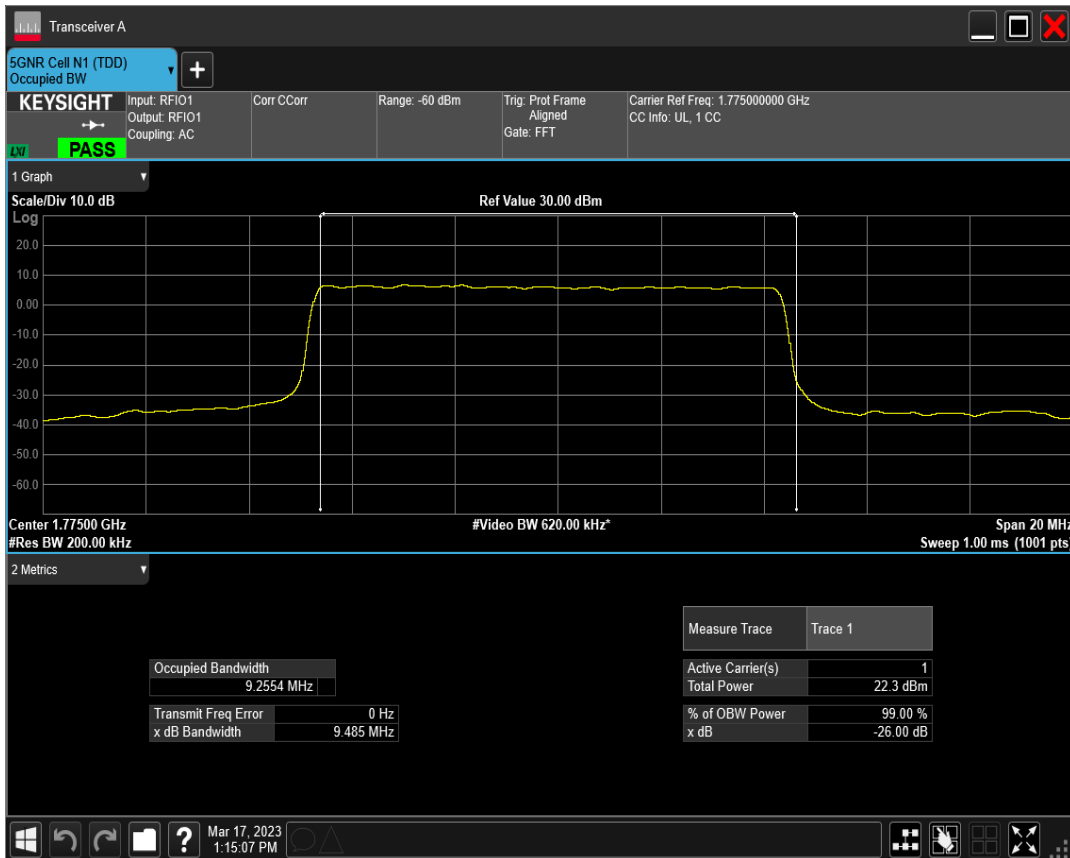 Transceiver A
5GNR Cell N1 (TDD)
Occupied BW
+
KEYSIGHT
LXI
PASS
Input: RFIO1
Output: RFIO1
Coupling: AC
Corr CCorr
Range: -60 dBm
Trig: Prot Frame
Aligned
Gate: FFT
Carrier Ref Freq: 1.775000000 GHz
CC Info: UL, 1 CC
1 Graph
Scale/Div 10.0 dB
Ref Value 30.00 dBm
Log
20.0
10.0
0.00
-10.0
-20.0
-30.0
-40.0
-50.0
-60.0
Center 1.77500 GHz
#Video BW 620.00 kHz*
Span 20 MHz
#Res BW 200.00 kHz
Sweep 1.00 ms (1001 pts)
2 Metrics
Measure Trace Trace 1
Occupied Bandwidth
9.2554 MHz
Active Carrier(s) 1
Total Power 22.3 dBm
Transmit Freq Error 0 Hz
x dB Bandwidth 9.485 MHz
% of OBW Power 99.00 %
x dB -26.00 dB
?
Mar 17, 2023
1:15:07 PM